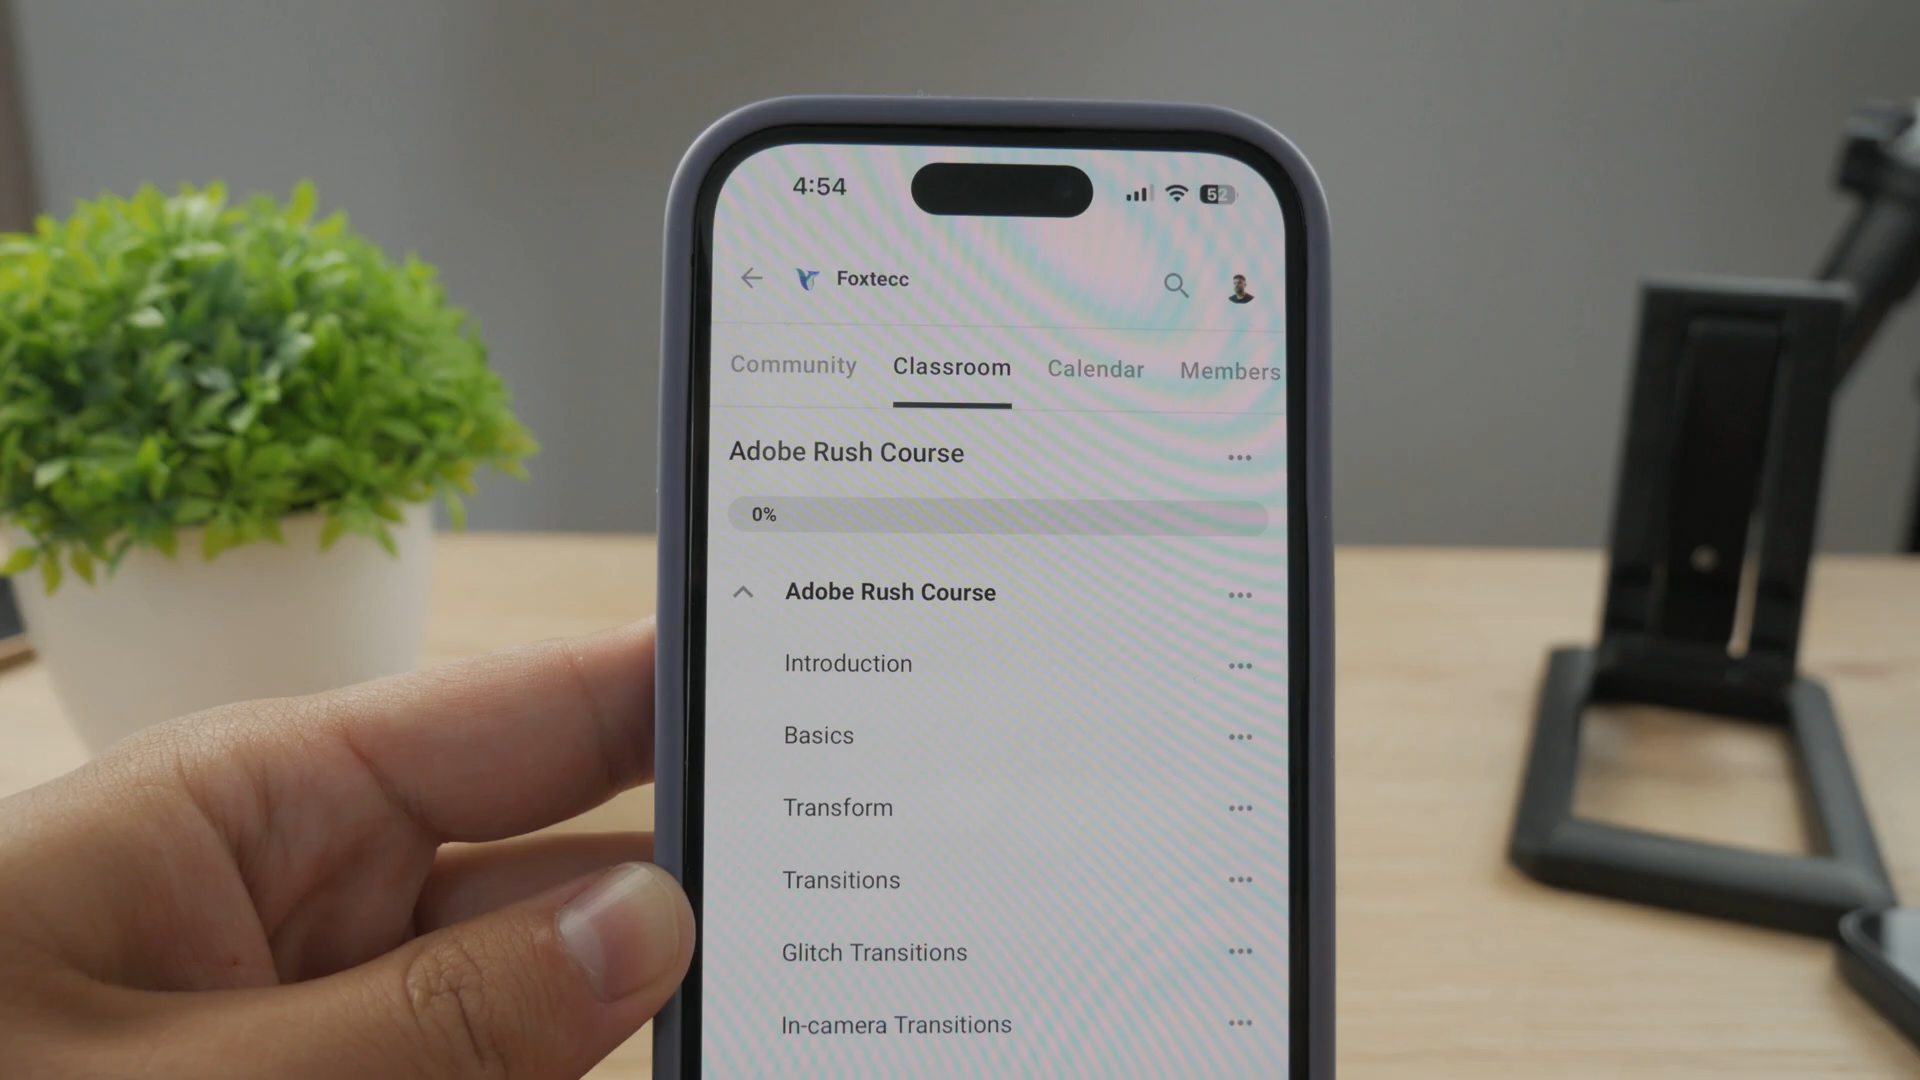 4:54
52
Foxtecc
Community Classroom Calendar Members
Adobe Rush Course
0%
Adobe Rush Course
Introduction
Basics
Transform
Transitions
Glitch Transitions
In-camera Transitions